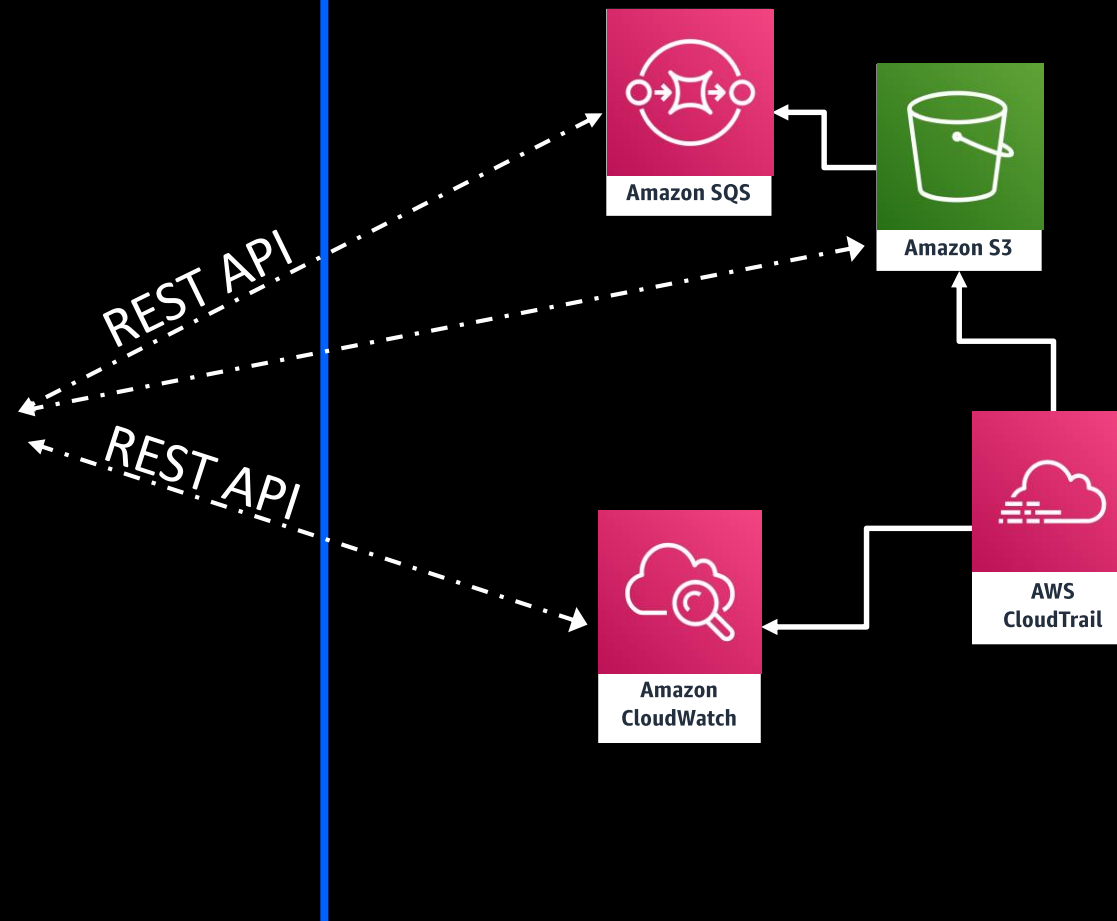 Amazon SQS
Amazon S3
REST API
REST API
AWS
CloudTrail
Amazon
CloudWatch